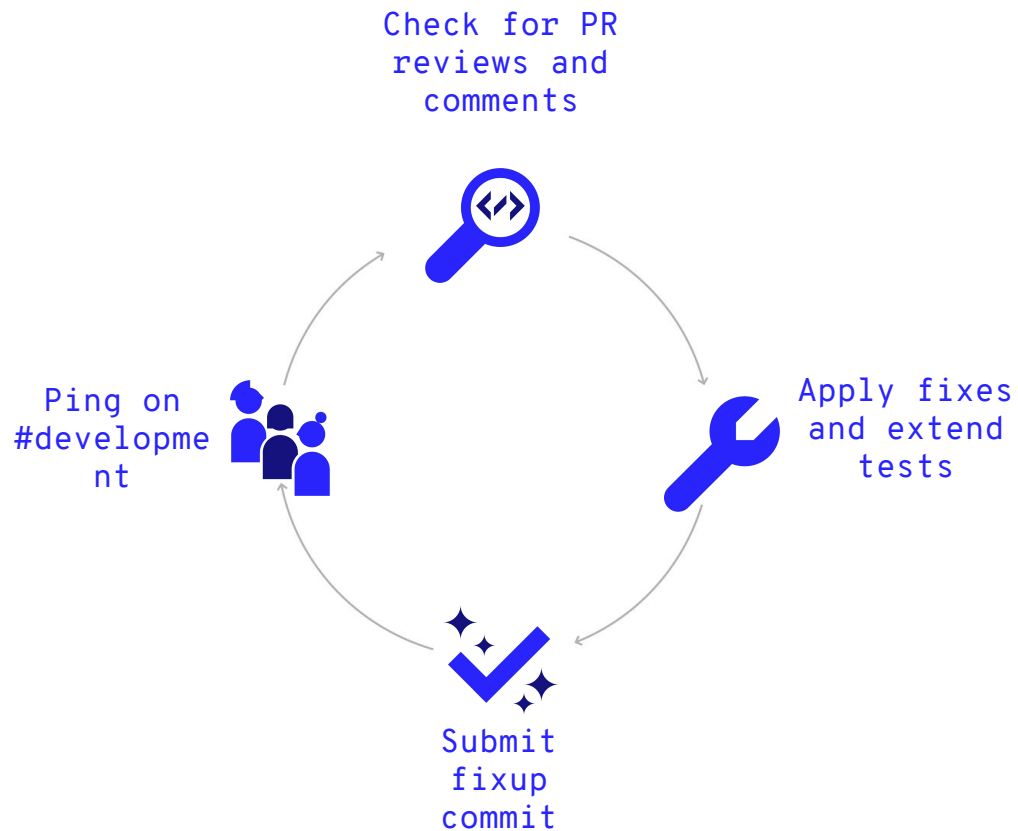 Check for PR
reviews and
comments
Apply fixes
and extend
tests
Submit
fixup
commit
Ping on
#developme
nt